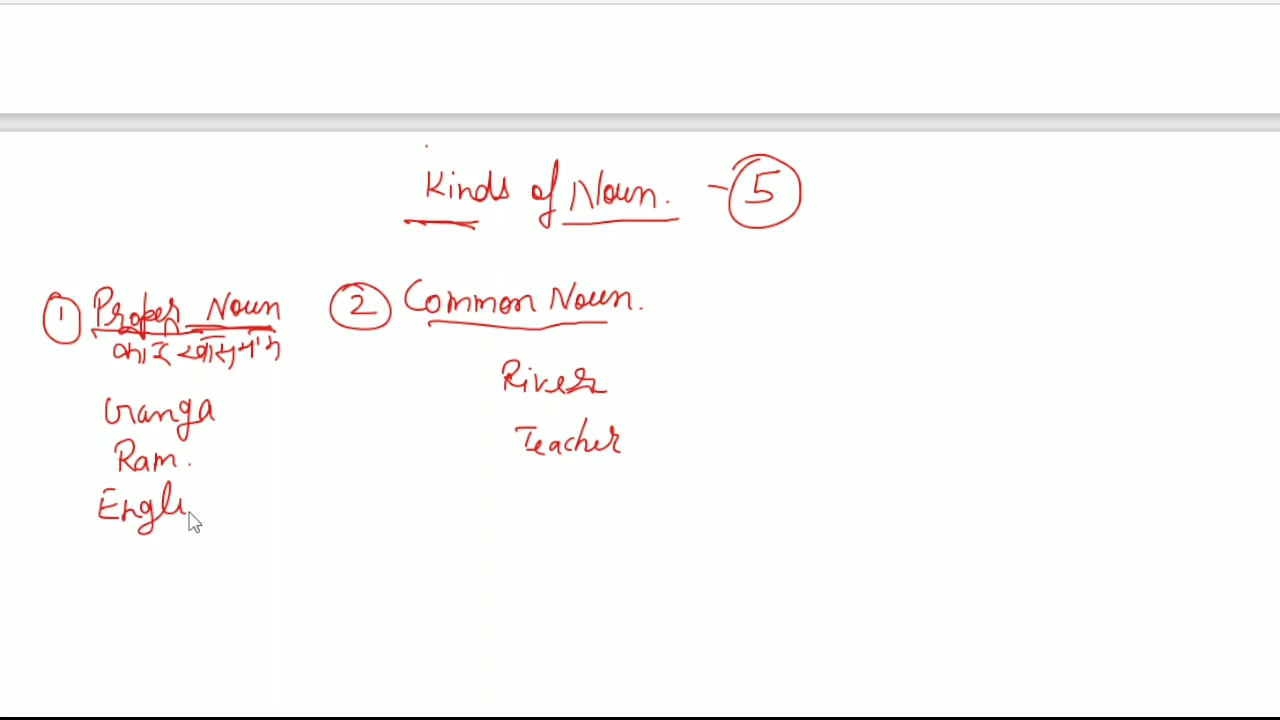 Kinds of Noun. - 5
1 Proper Noun
2 Common Noun.
Ganga
Ram.
Engli
River
Teacher